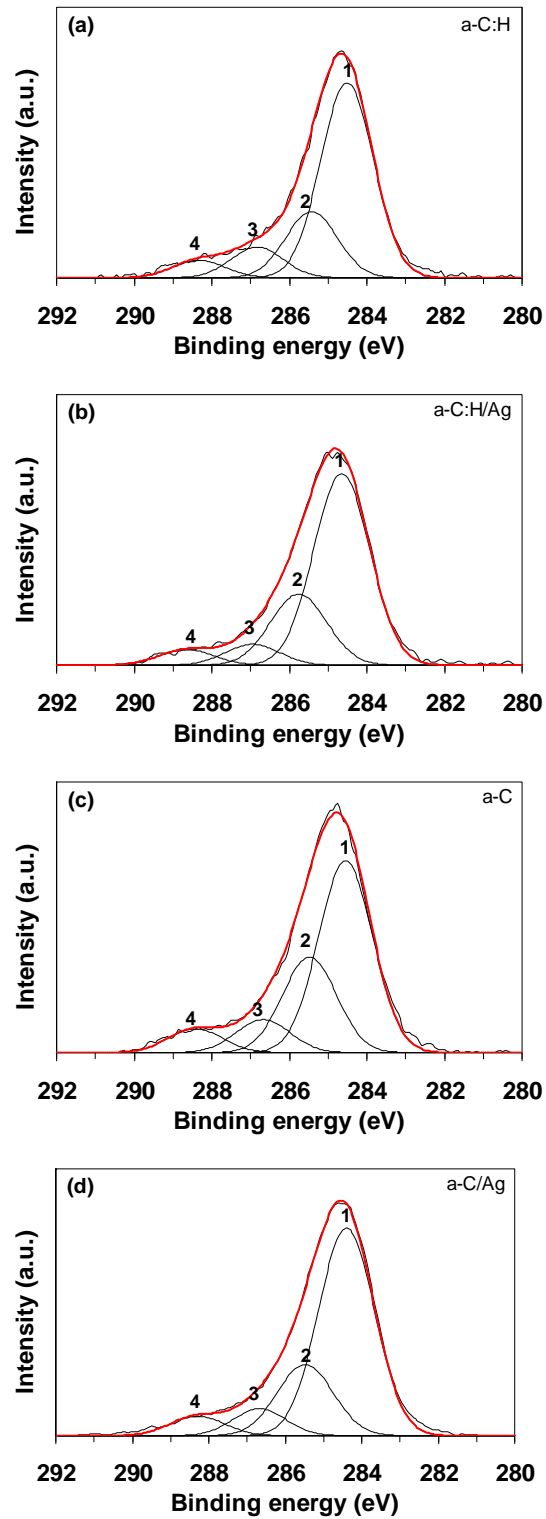 (a)
a-C:H
1
2
3
4
Intensity (a.u.)
292 290 288 286 284 282 280
Binding energy (eV)
(b)
a-C:H/Ag
1
2
3
4
Intensity (a.u.)
292 290 288 286 284 282 280
Binding energy (eV)
(c)
a-C
1
2
3
4
Intensity (a.u.)
292 290 288 286 284 282 280
Binding energy (eV)
(d)
a-C/Ag
1
2
3
4
Intensity (a.u.)
292 290 288 286 284 282 280
Binding energy (eV)